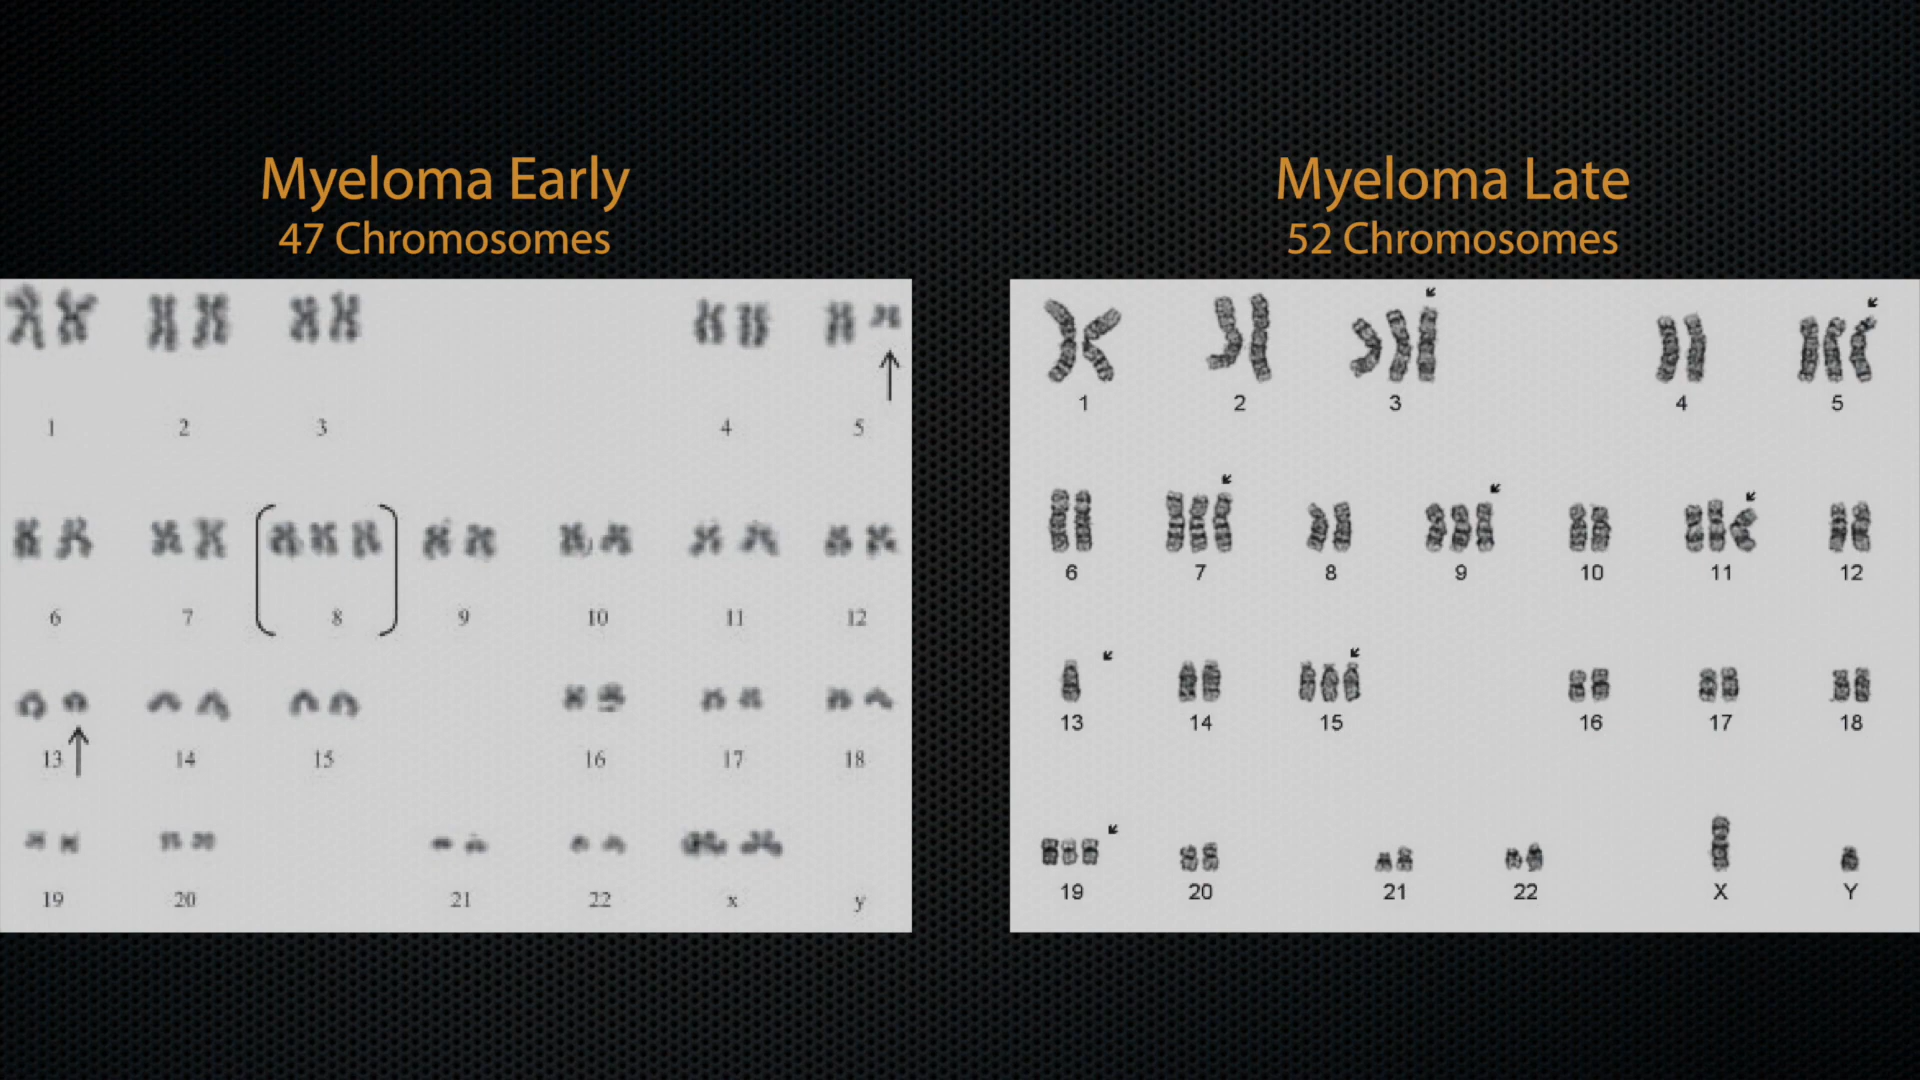 Myeloma Early
47 Chromosomes
1 2 3 4 5
6 7 8 9 10 11 12
13 14 15 16 17 18
19 20 21 22 x y
Myeloma Late
52 Chromosomes
1 2 3 4 5
6 7 8 9 10 11 12
13 14 15 16 17 18
19 20 21 22 X Y